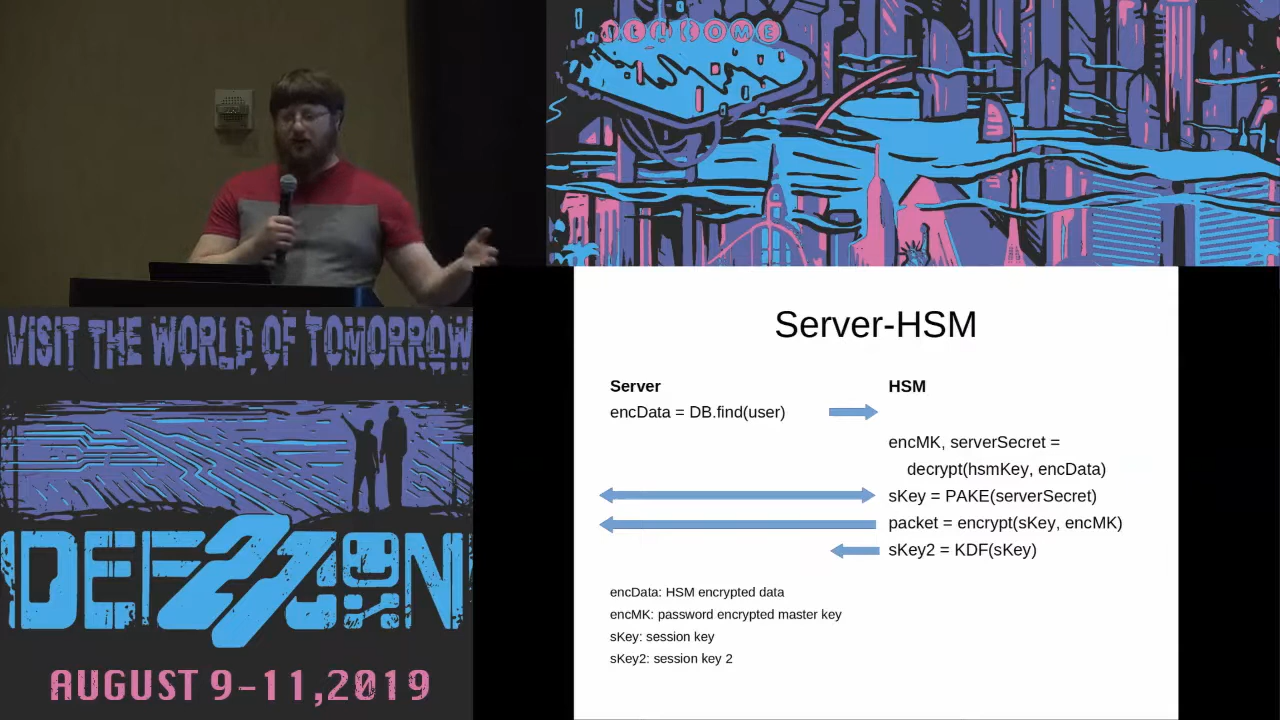 WELCOME
VISIT THE WORLD OF TOMORROW
DEF CON
27
AUGUST 9-11,2019
Server-HSM
Server HSM
encData = DB.find(user)
encMK, serverSecret =
decrypt(hsmKey, encData)
sKey = PAKE(serverSecret)
packet = encrypt(sKey, encMK)
sKey2 = KDF(sKey)
encData: HSM encrypted data
encMK: password encrypted master key
sKey: session key
sKey2: session key 2